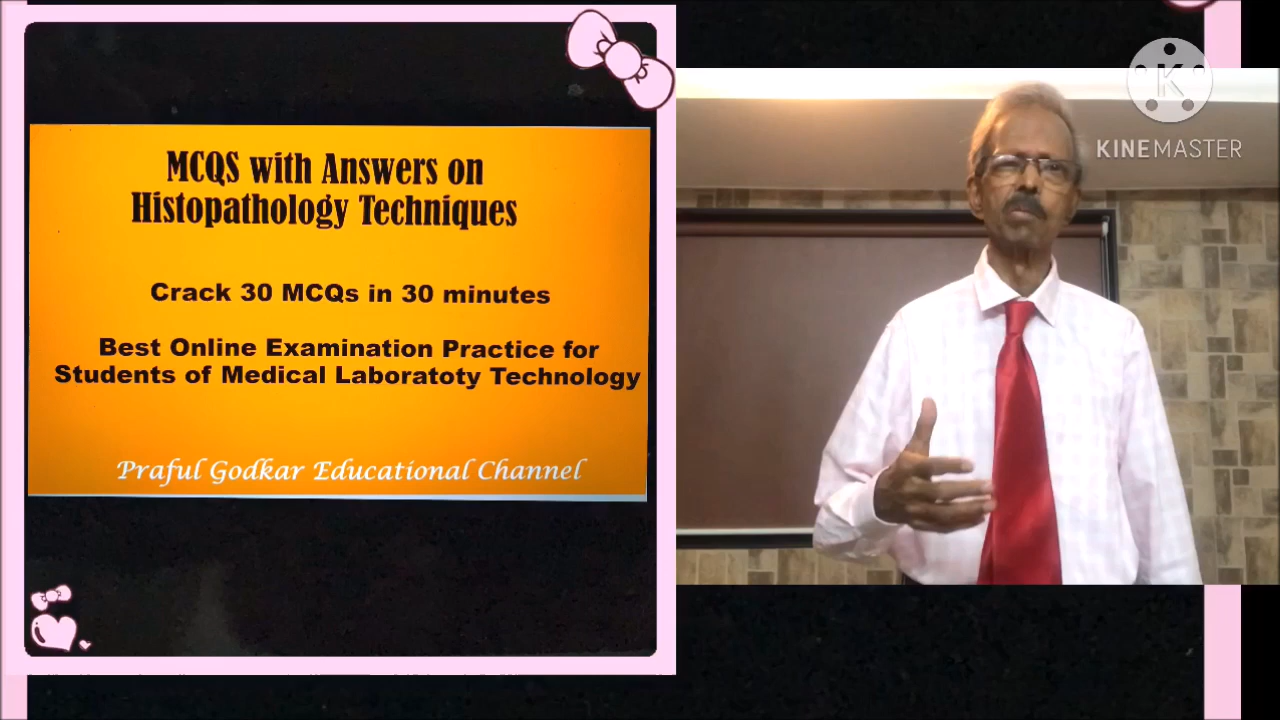 MCQS with Answers on
Histopathology Techniques
Crack 30 MCQs in 30 minutes
Best Online Examination Practice for
Students of Medical Laboratoty Technology
Praful Godkar Educational Channel
K
KINEMASTER